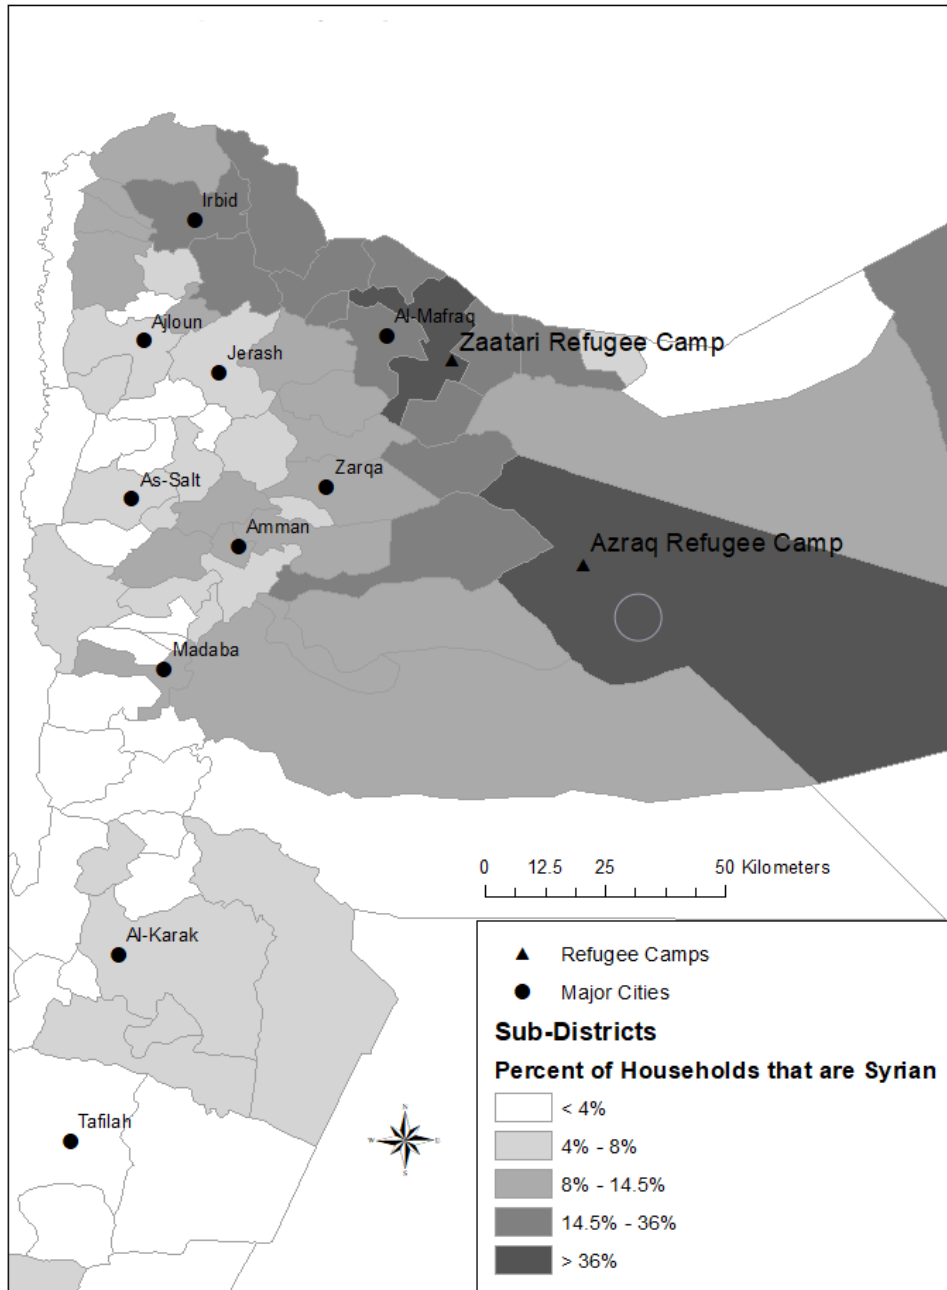 Irbid
Al-Mafraq
Ajloun
Zaatari Refugee Camp
Jerash
Zarqa
As-Salt
Amman
Azraq Refugee Camp
Madaba
0 12.5 25 50 Kilometers
Al-Karak
Tafilah
N
W E
S
Refugee Camps
Major Cities
Sub-Districts
Percent of Households that are Syrian
< 4%
4% - 8%
8% - 14.5%
14.5% - 36%
> 36%